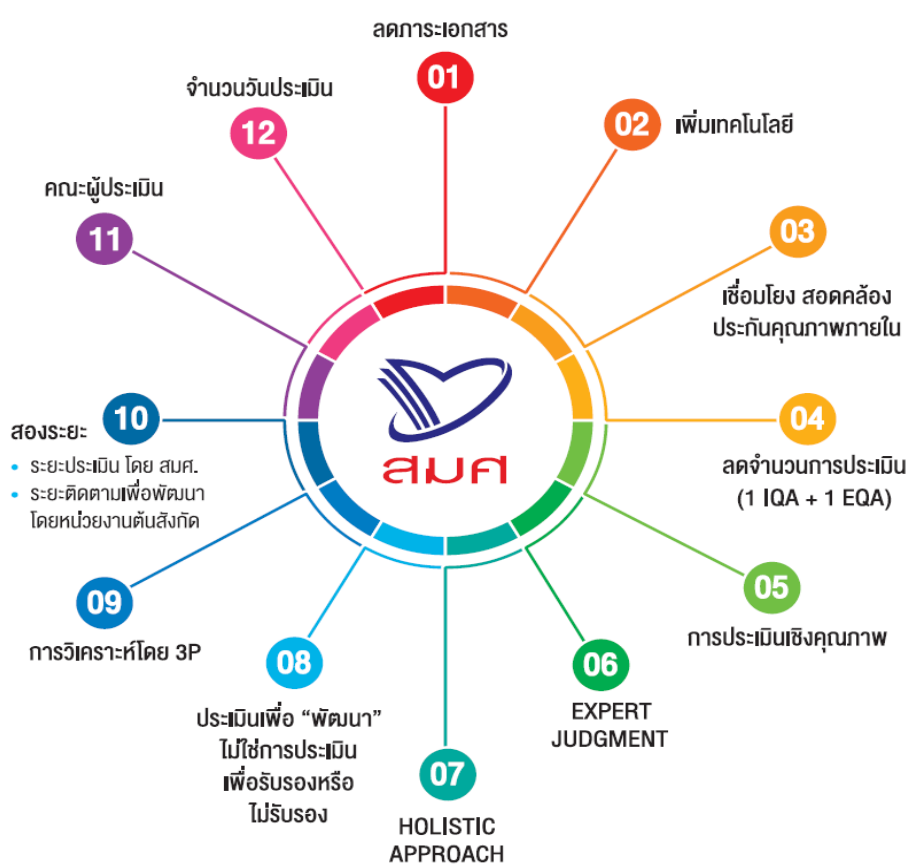 ลดภาระเอกสาร
01
02
เพิ่มเทคโนโลยี
03
เชื่อมโยง สอดคล้อง
ประกันคุณภาพภายใน
04
ลดจำนวนการประเมิน
(1 IQA + 1 EQA)
05
การประเมินเชิงคุณภาพ
06
EXPERT
JUDGMENT
07
HOLISTIC
APPROACH
08
ประเมินเพื่อ “พัฒนา”
ไม่ใช่การประเมิน
เพื่อรับรองหรือ
ไม่รับรอง
09
การวิเคราะห์โดย 3P
10
สองระยะ
• ระยะประเมิน โดย สมศ.
• ระยะติดตามเพื่อพัฒนา
โดยหน่วยงานต้นสังกัด
11
คณะผู้ประเมิน
12
จำนวนวันประเมิน
สมศ